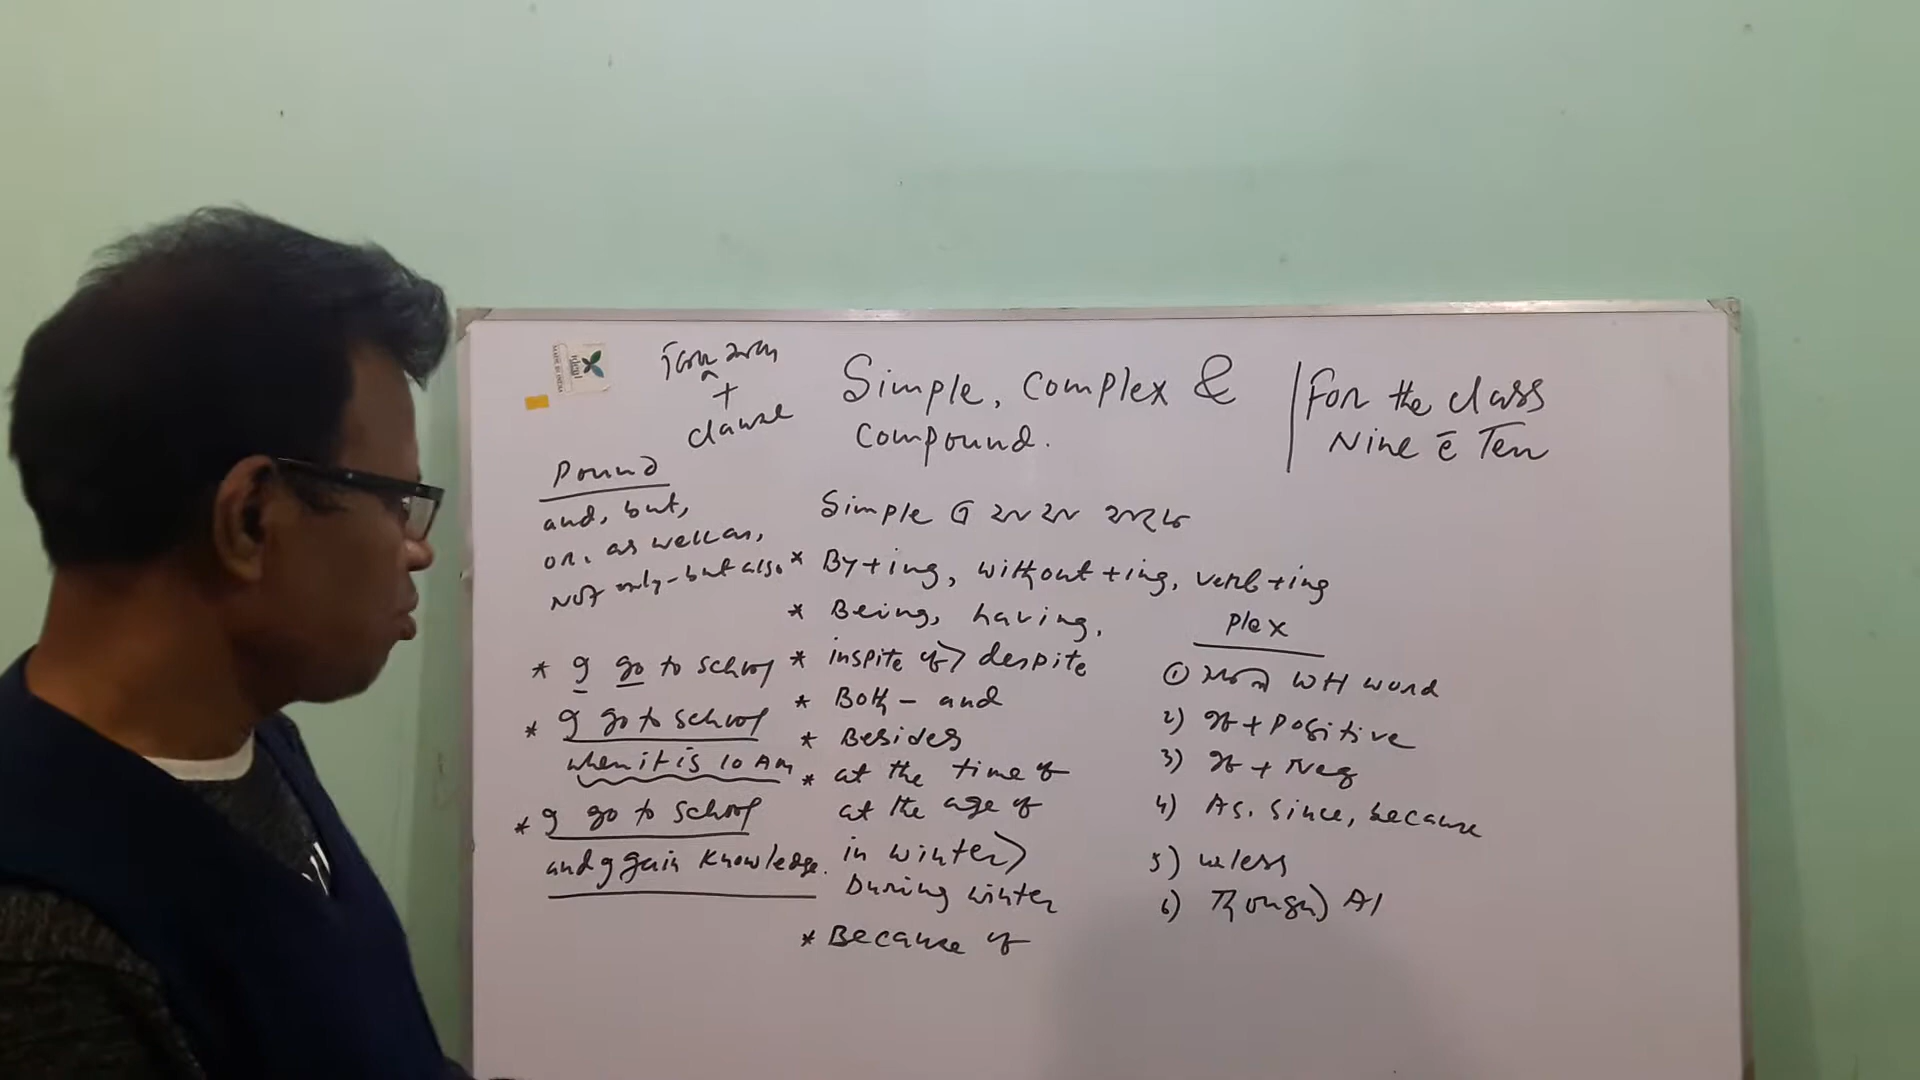 +
clause
Simple, Complex &
Compound.
For the class
Nine & Ten
Pound
and, but,
or, as well as,
Not only - but also
* I go to school
* I go to school
when it is 10 Am
* I go to school
and I gain knowledge.
Simple এ
* By+ing, without+ing, verb+ing
* Being, having,
* inspite of) despite
* Both - and
* Besides
* at the time of
at the age of
in winter)
During winter
* Because of
Plex
① WH word
2) If + Positive
3) If + Neg
4) As, Since, because
5) unless
6) Though) Al